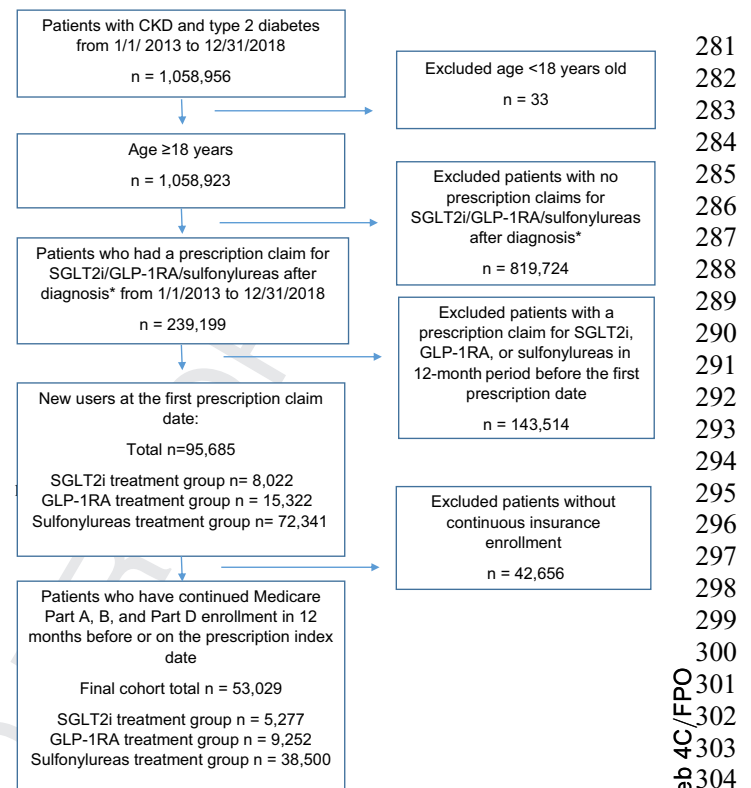 Patients with CKD and type 2 diabetes
from 1/1/ 2013 to 12/31/2018
n = 1,058,956
Excluded age <18 years old
n = 33
Age ≥18 years
n = 1,058,923
Excluded patients with no
prescription claims for
SGLT2i/GLP-1RA/sulfonylureas
after diagnosis*
n = 819,724
Patients who had a prescription claim for
SGLT2i/GLP-1RA/sulfonylureas after
diagnosis* from 1/1/2013 to 12/31/2018
n = 239,199
Excluded patients with a
prescription claim for SGLT2i,
GLP-1RA, or sulfonylureas in
12-month period before the first
prescription date
n = 143,514
New users at the first prescription claim
date:
Total n=95,685
SGLT2i treatment group n= 8,022
GLP-1RA treatment group n = 15,322
Sulfonylureas treatment group n= 72,341
Excluded patients without
continuous insurance
enrollment
n = 42,656
Patients who have continued Medicare
Part A, B, and Part D enrollment in 12
months before or on the prescription index
date
Final cohort total n = 53,029
SGLT2i treatment group n = 5,277
GLP-1RA treatment group n = 9,252
Sulfonylureas treatment group n = 38,500
281
282
283
284
285
286
287
288
289
290
291
292
293
294
295
296
297
298
299
300
301
302
303
304
4C/FPO